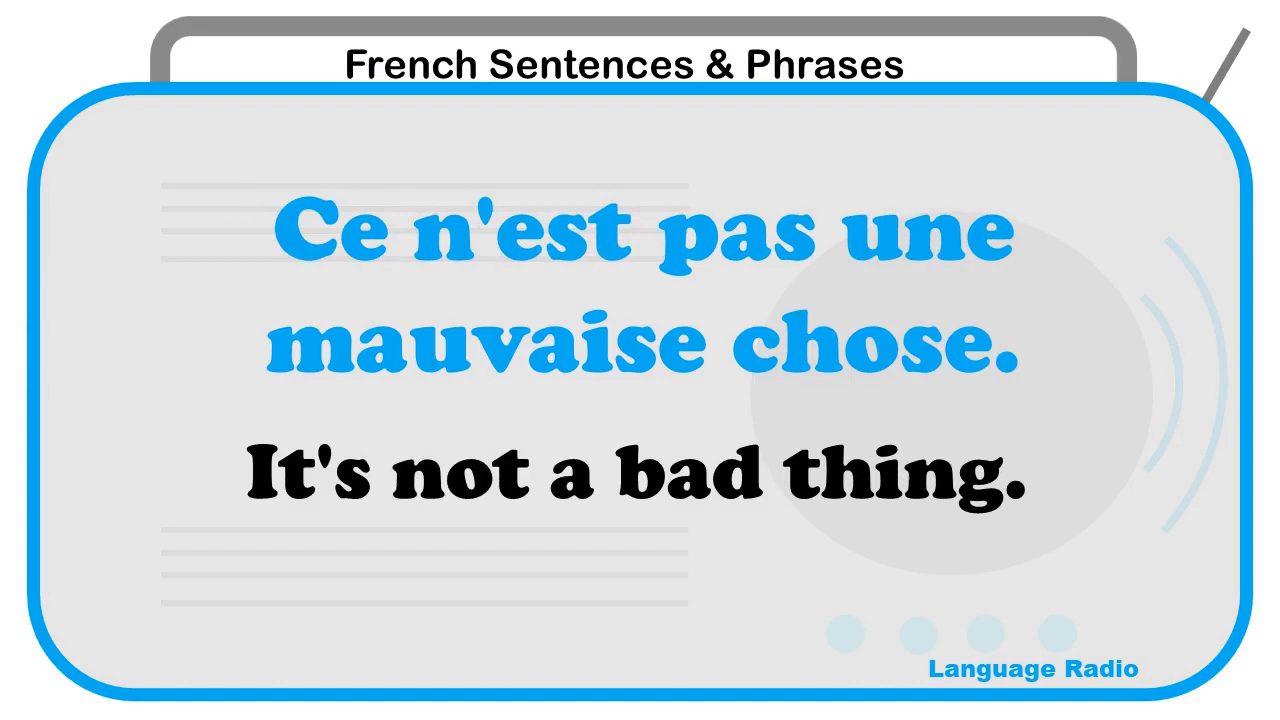 French Sentences & Phrases
Ce n'est pas une
mauvaise chose.
It's not a bad thing.
Language Radio